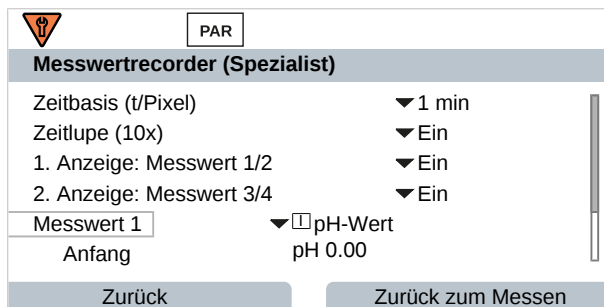 PAR
Messwertrecorder (Spezialist)
Zeitbasis (t/Pixel) 1 min
Zeitlupe (10x) Ein
1. Anzeige: Messwert 1/2 Ein
2. Anzeige: Messwert 3/4 Ein
Messwert 1 I pH-Wert
Anfang pH 0.00
Zurück Zurück zum Messen